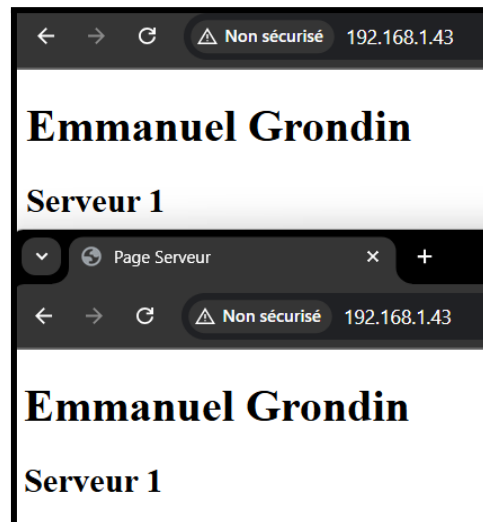 Non sécurisé 192.168.1.43
Emmanuel Grondin
Serveur 1
Page Serveur
Non sécurisé 192.168.1.43
Emmanuel Grondin
Serveur 1